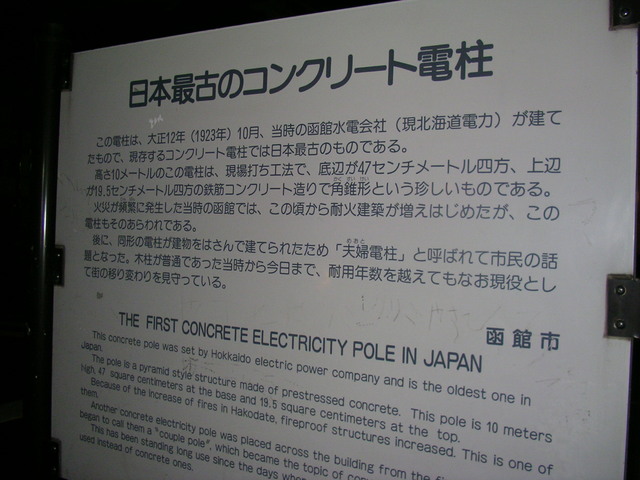 日本最古のコンクリート電柱
この電柱は、大正12年（1923年）10月、当時の函館水電会社（現北海道電力）が建て
たもので、現存するコンクリート電柱では日本最古のものである。
高さ10メートルのこの電柱は、現場打ち工法で、底辺が47センチメートル四方、上辺
が19.5センチメートル四方の鉄筋コンクリート造りで角錐形という珍しいものである。
火災が頻繁に発生した当時の函館では、この頃から耐火建築が増えはじめたが、この
電柱もそのあらわれである。
後に、同形の電柱が建物をはさんで建てられたため「夫婦電柱」と呼ばれて市民の話
題となった。木柱が普通であった当時から今日まで、耐用年数を越えてもなお現役とし
て街の移り変わりを見守っている。
函館市
THE FIRST CONCRETE ELECTRICITY POLE IN JAPAN
This concrete pole was set by Hokkaido electric power company and is the oldest one in
Japan.
The pole is a pyramid style structure made of prestressed concrete. This pole is 10 meters
high, 47 square centimeters at the base and 19.5 square centimeters at the top.
Because of the increase of fires in Hakodate, fireproof structures increased. This is one of
them.
Another concrete electricity pole was placed across the building from the
began to call them a "couple pole", which became the topic of
This has been standing long use since the days
used instead of concrete ones.